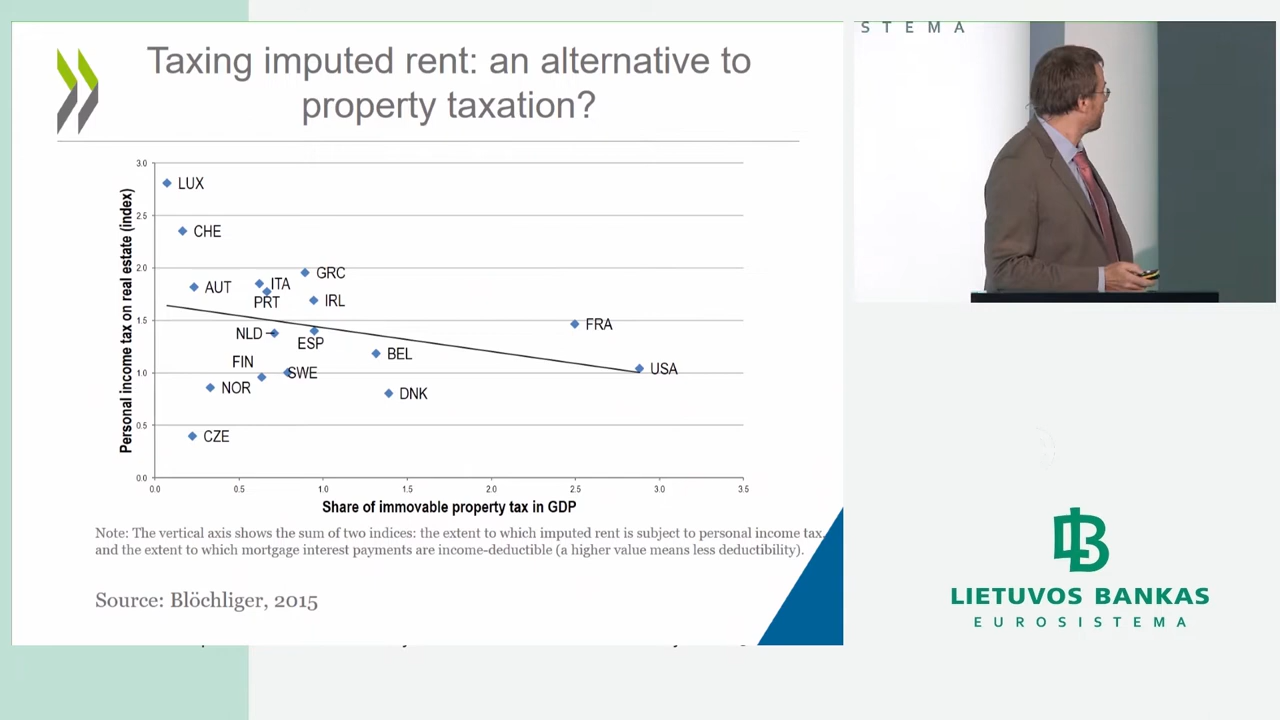 Taxing imputed rent: an alternative to
property taxation?
Personal income tax on real estate (index)
3.0
2.5
2.0
1.5
1.0
0.5
0.0
LUX
CHE
GRC
ITA
AUT
PRT
IRL
FRA
NLD
ESP
BEL
FIN
USA
SWE
NOR
DNK
CZE
0.0 0.5 1.0 1.5 2.0 2.5 3.0 3.5
Share of immovable property tax in GDP
Note: The vertical axis shows the sum of two indices: the extent to which imputed rent is subject to personal income tax,
and the extent to which mortgage interest payments are income-deductible (a higher value means less deductibility).
Source: Blöchliger, 2015
STEMA
LIETUVOS BANKAS
EUROSISTEMA